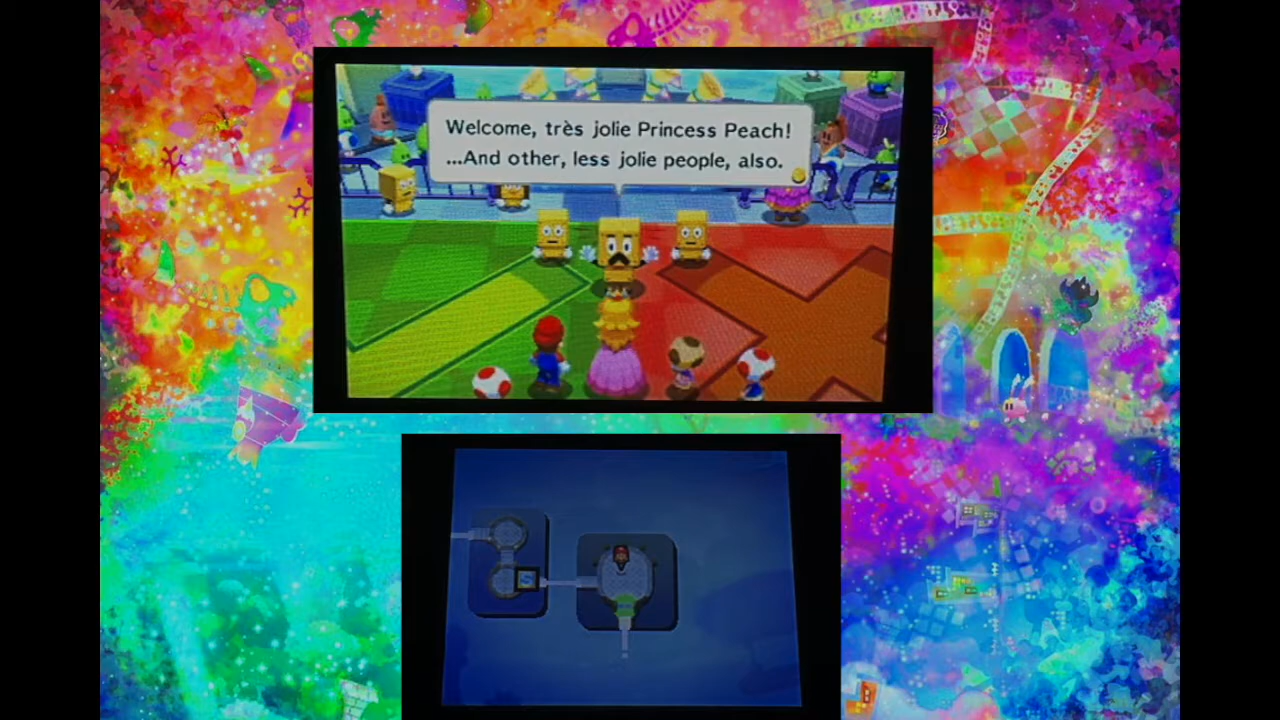 Welcome, très jolie Princess Peach!
...And other, less jolie people, also.